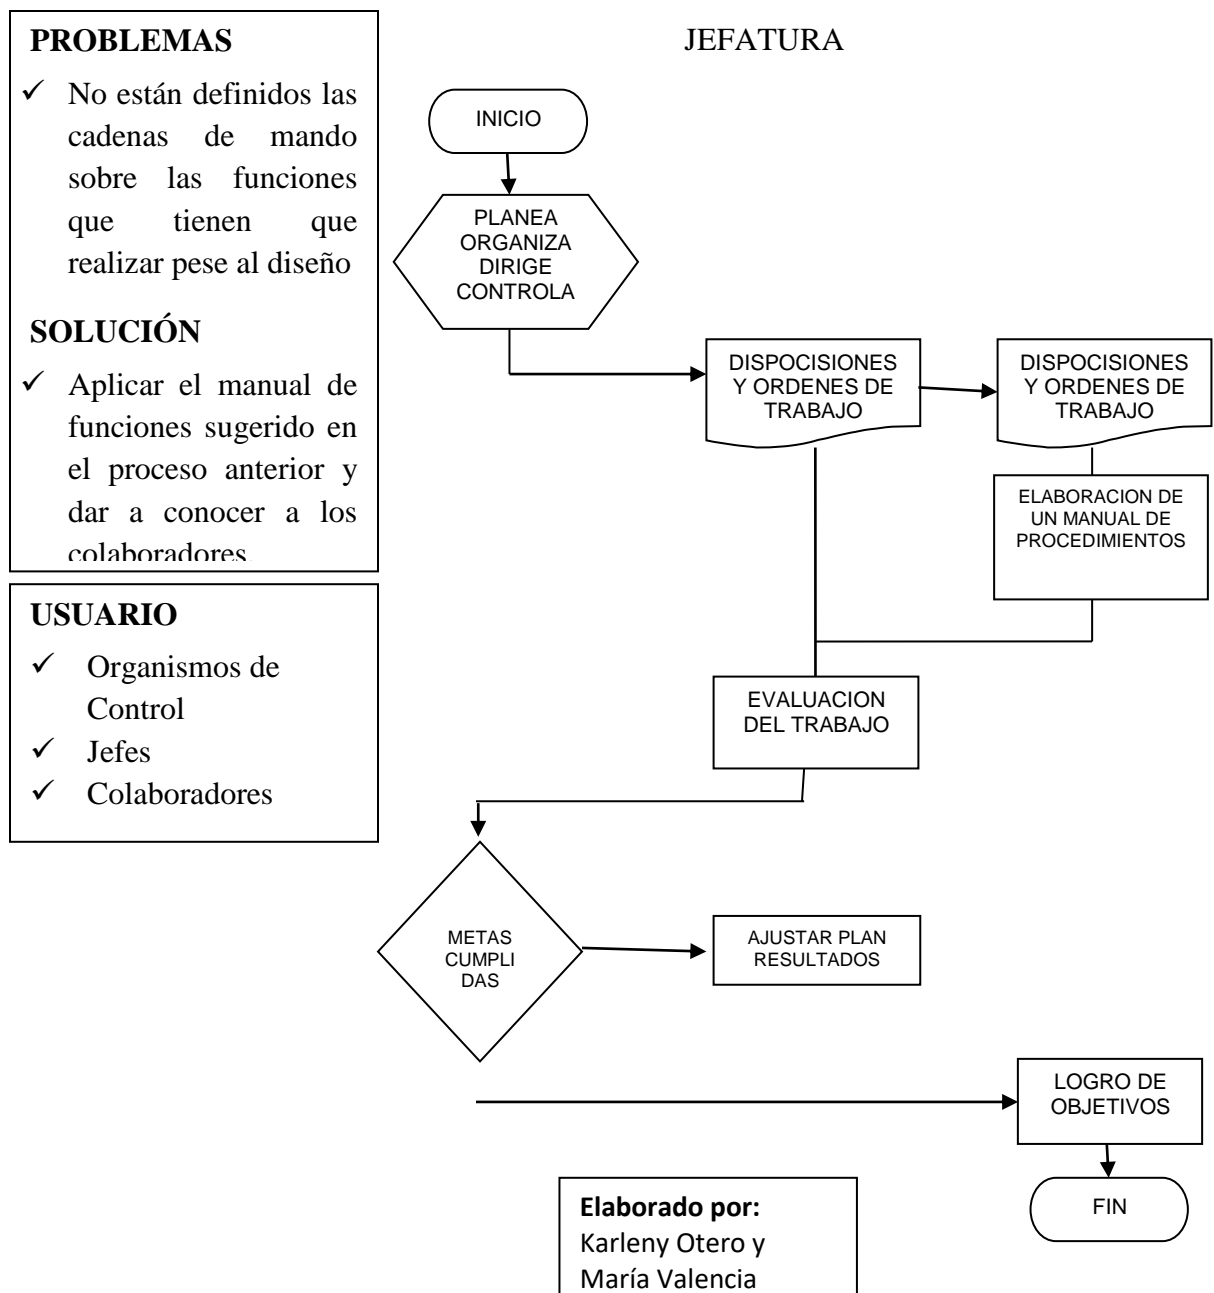 PROBLEMAS
✓ No están definidos las
cadenas de mando
sobre las funciones
que tienen que
realizar pese al diseño
SOLUCIÓN
✓ Aplicar el manual de
funciones sugerido en
el proceso anterior y
dar a conocer a los
colaboradores
USUARIO
✓ Organismos de
Control
✓ Jefes
✓ Colaboradores
JEFATURA
INICIO
PLANEA
ORGANIZA
DIRIGE
CONTROLA
DISPOCISIONES
Y ORDENES DE
TRABAJO
DISPOCISIONES
Y ORDENES DE
TRABAJO
ELABORACION DE
UN MANUAL DE
PROCEDIMIENTOS
EVALUACION
DEL TRABAJO
METAS
CUMPLI
DAS
AJUSTAR PLAN
RESULTADOS
LOGRO DE
OBJETIVOS
FIN
Elaborado por:
Karleny Otero y
María Valencia